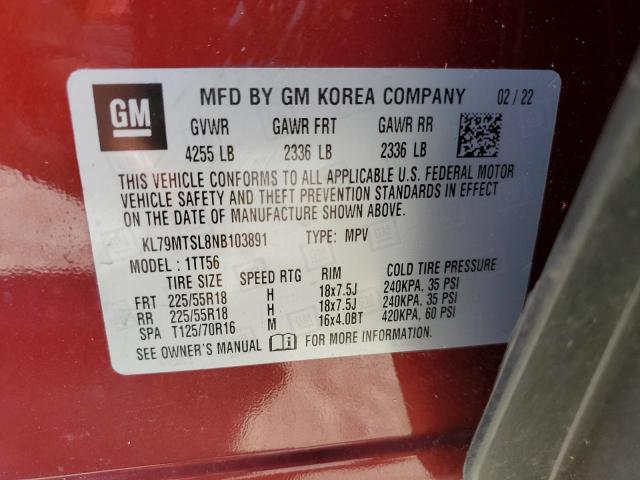 GM MFD BY GM KOREA COMPANY 02 / 22
GVWR GAWR FRT GAWR RR
4255 LB 2336 LB 2336 LB
THIS VEHICLE CONFORMS TO ALL APPLICABLE U.S. FEDERAL MOTOR
VEHICLE SAFETY AND THEFT PREVENTION STANDARDS IN EFFECT
ON THE DATE OF MANUFACTURE SHOWN ABOVE.
KL79MTSL8NB103891 TYPE: MPV
MODEL : 1TT56
TIRE SIZE SPEED RTG RIM COLD TIRE PRESSURE
FRT 225/55R18 H 18x7.5J 240KPA, 35 PSI
RR 225/55R18 H 18x7.5J 240KPA, 35 PSI
SPA T125/70R16 M 16x4.0BT 420KPA, 60 PSI
SEE OWNER'S MANUAL FOR MORE INFORMATION.